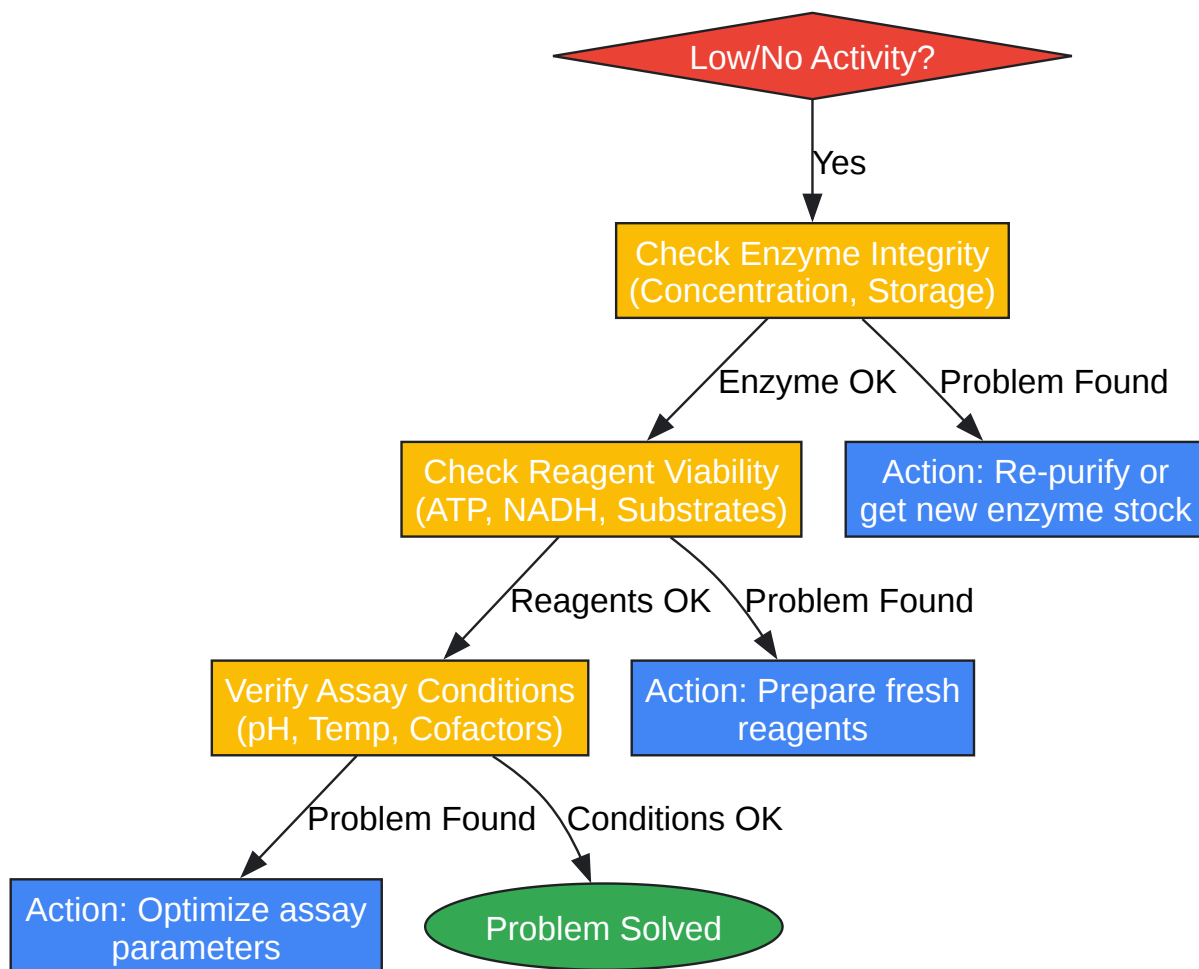 Low/No Activity?
Yes
Check Enzyme Integrity
(Concentration, Storage)
Enzyme OK
Problem Found
Check Reagent Viability
(ATP, NADH, Substrates)
Action: Re-purify or
get new enzyme stock
Reagents OK
Problem Found
Verify Assay Conditions
(pH, Temp, Cofactors)
Action: Prepare fresh
reagents
Problem Found
Conditions OK
Action: Optimize assay
parameters
Problem Solved